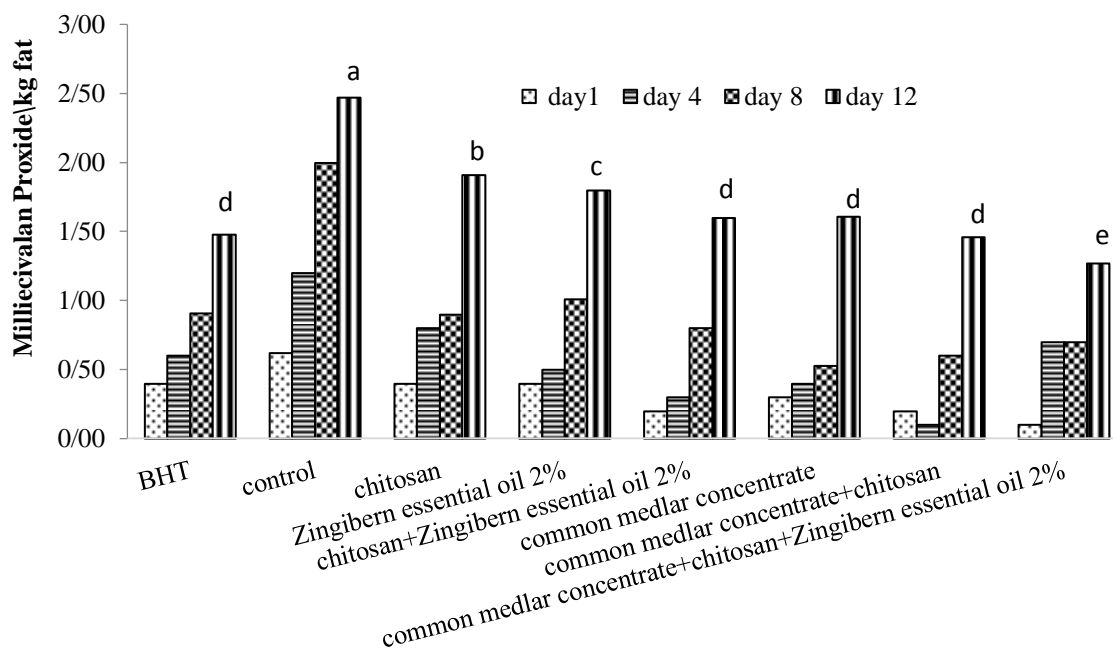 Milliecivalan Proxide\kg fat
3/00
2/50
2/00
1/50
1/00
0/50
0/00
day1 day 4 day 8 day 12
d
a
b
c
d
d
d
e
BHT
control
chitosan
Zingibern essential oil 2%
chitosan+Zingibern essential oil 2%
common medlar concentrate
common medlar concentrate+chitosan
common medlar concentrate+chitosan+Zingibern essential oil 2%